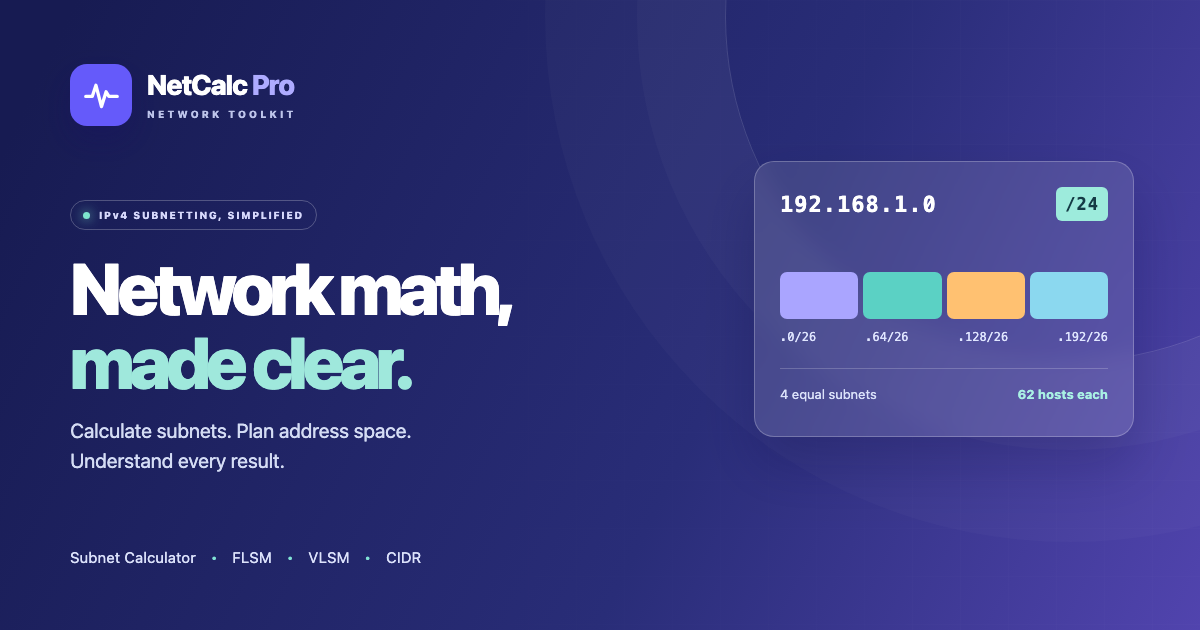 NetCalc Pro
NETWORK TOOLKIT
IPv4 SUBNETTING, SIMPLIFIED
Network math,
made clear.
Calculate subnets. Plan address space.
Understand every result.
Subnet Calculator • FLSM • VLSM • CIDR
192.168.1.0 /24
.0/26 .64/26 .128/26 .192/26
4 equal subnets 62 hosts each